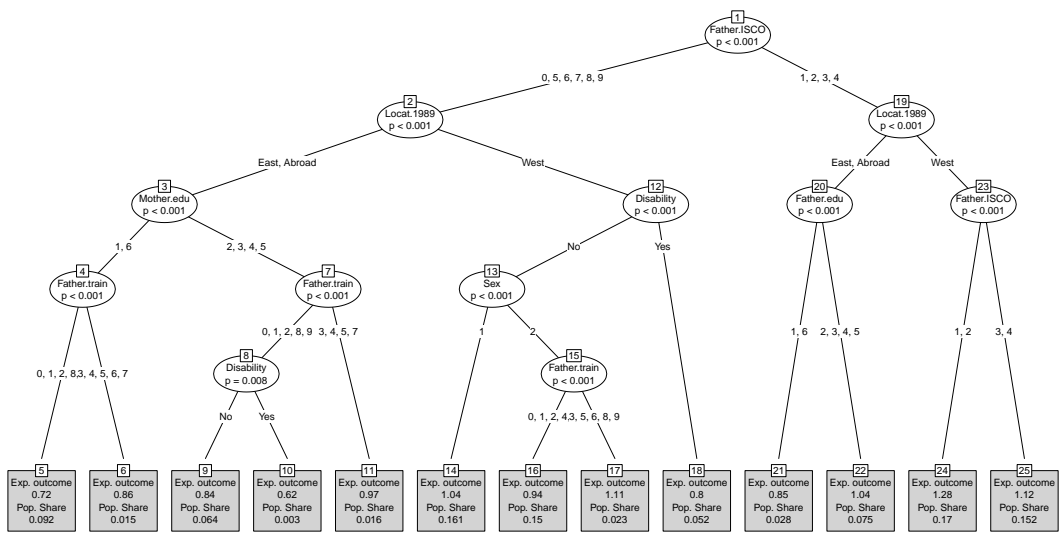 1
Father.ISCO
p < 0.001
0, 5, 6, 7, 8, 9
1, 2, 3, 4
2
Locat.1989
p < 0.001
19
Locat.1989
p < 0.001
East, Abroad
West
East, Abroad
West
3
Mother.edu
p < 0.001
12
Disability
p < 0.001
20
Father.edu
p < 0.001
23
Father.ISCO
p < 0.001
1, 6
2, 3, 4, 5
No
Yes
4
Father.train
p < 0.001
7
Father.train
p < 0.001
13
Sex
p < 0.001
0, 1, 2, 8, 9
3, 4, 5, 7
1
2
1, 6
2, 3, 4, 5
1, 2
3, 4
8
Disability
p = 0.008
15
Father.train
p < 0.001
0, 1, 2, 8,
3, 4, 5, 6, 7
No
Yes
0, 1, 2, 4,
3, 5, 6, 8, 9
5
Exp. outcome
0.72
Pop. Share
0.092
6
Exp. outcome
0.86
Pop. Share
0.015
9
Exp. outcome
0.84
Pop. Share
0.064
10
Exp. outcome
0.62
Pop. Share
0.003
11
Exp. outcome
0.97
Pop. Share
0.016
14
Exp. outcome
1.04
Pop. Share
0.161
16
Exp. outcome
0.94
Pop. Share
0.15
17
Exp. outcome
1.11
Pop. Share
0.023
18
Exp. outcome
0.8
Pop. Share
0.052
21
Exp. outcome
0.85
Pop. Share
0.028
22
Exp. outcome
1.04
Pop. Share
0.075
24
Exp. outcome
1.28
Pop. Share
0.17
25
Exp. outcome
1.12
Pop. Share
0.152